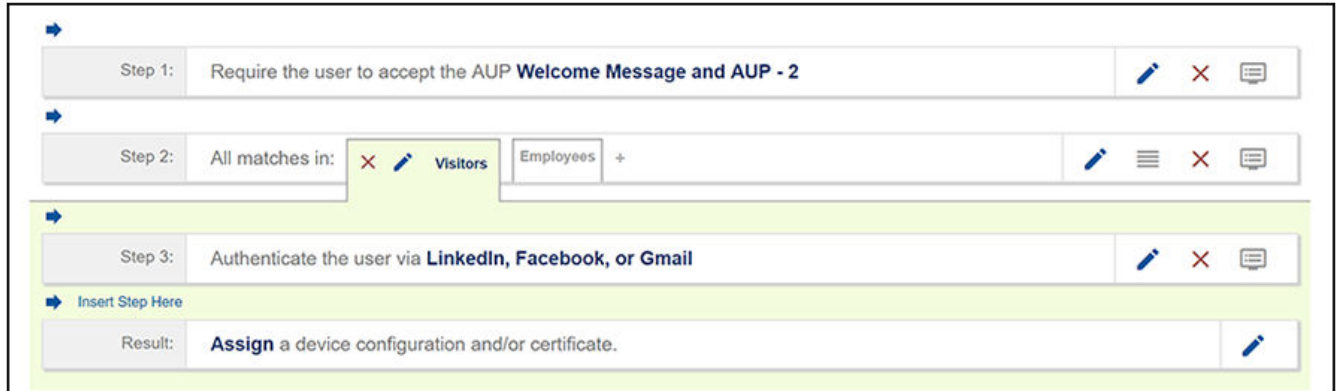 Step 1: Require the user to accept the AUP Welcome Message and AUP - 2
Step 2: All matches in: Visitors Employees +
Step 3: Authenticate the user via LinkedIn, Facebook, or Gmail
Insert Step Here
Result: Assign a device configuration and/or certificate.